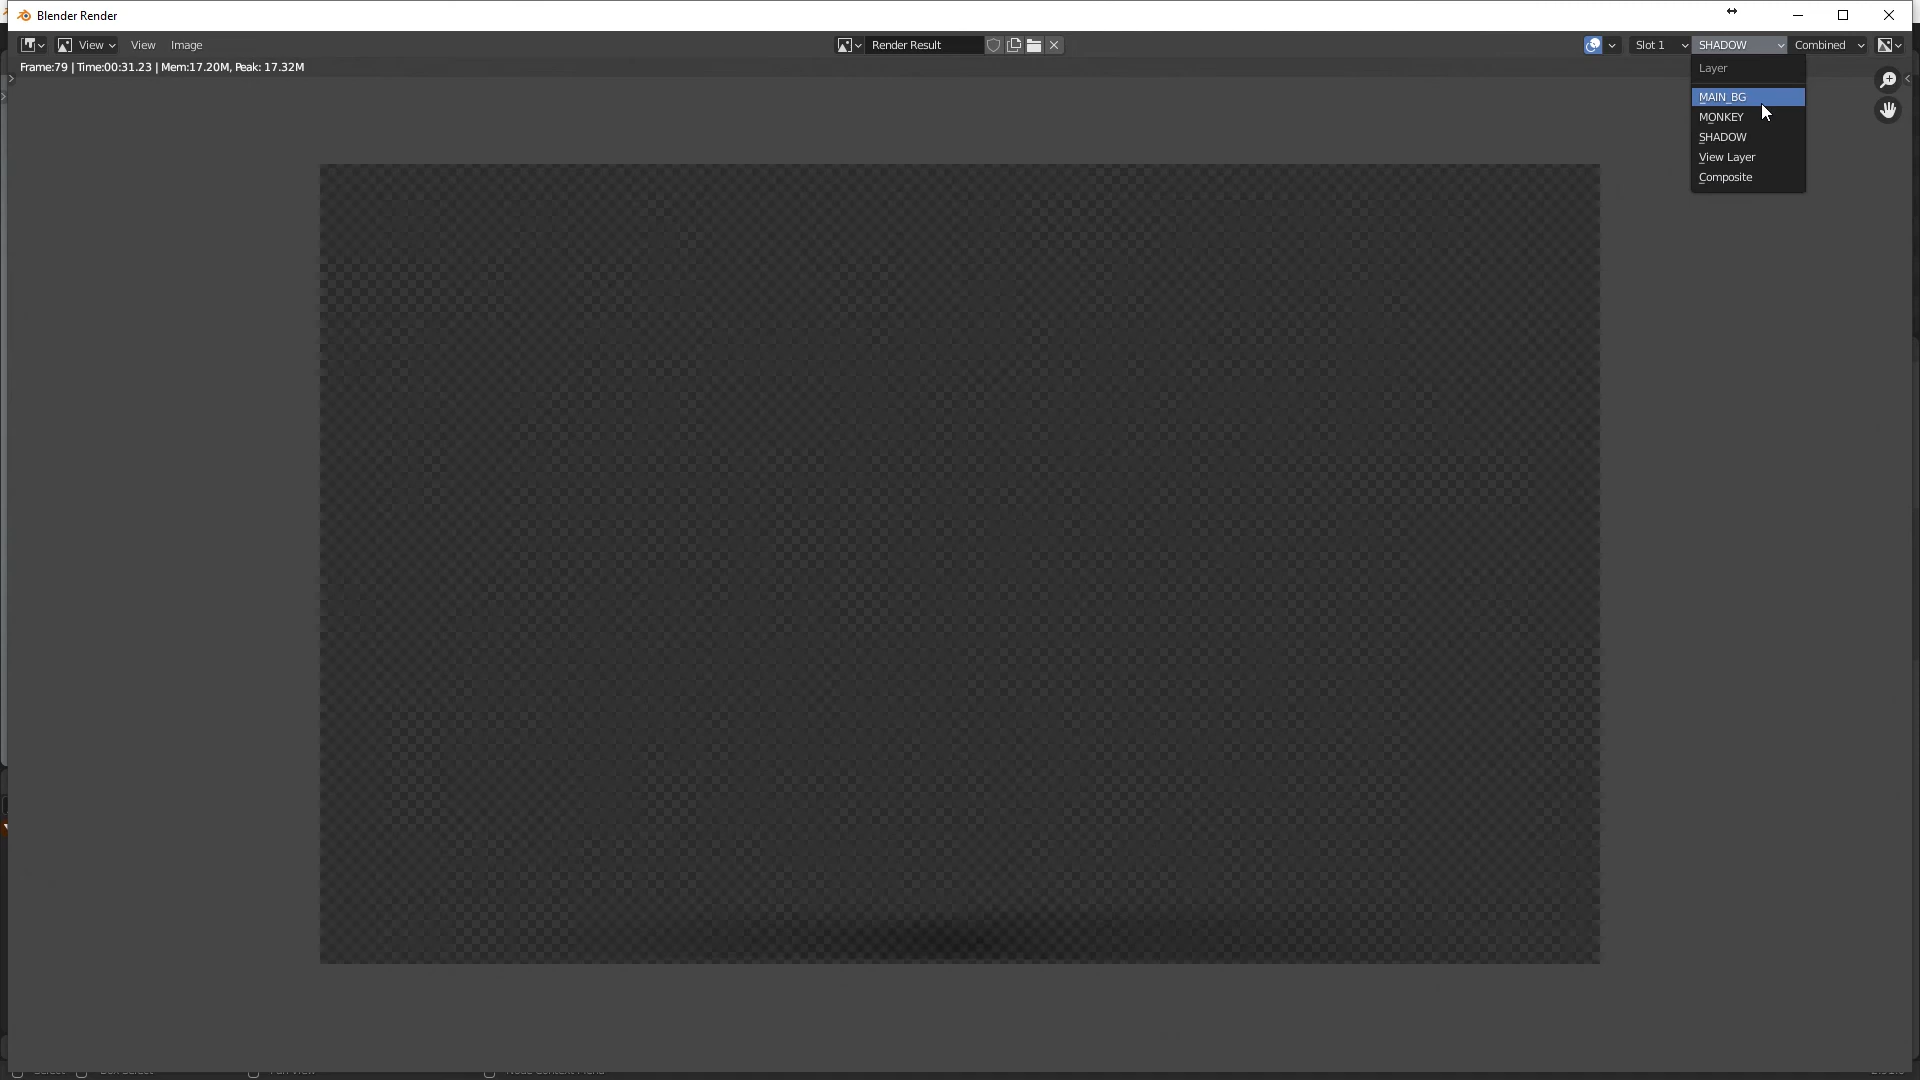 Blender Render
View View Image Render Result Slot 1 SHADOW Combined
Frame:79 | Time:00:31.23 | Mem:17.20M, Peak: 17.32M
Layer
MAIN_BG
MONKEY
SHADOW
View Layer
Composite